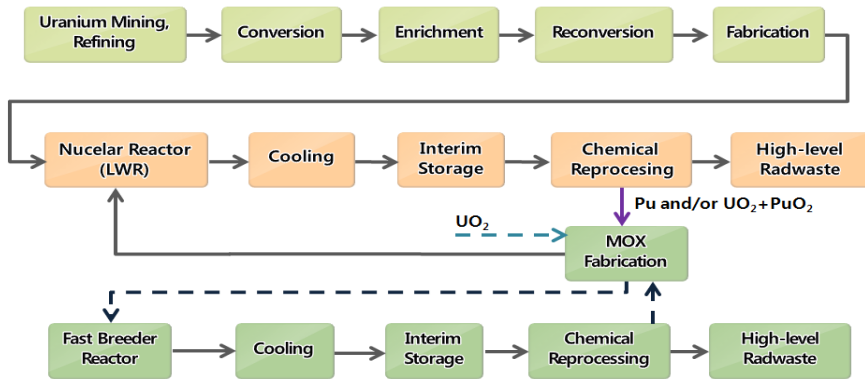 Uranium Mining,
Refining
Conversion
Enrichment
Reconversion
Fabrication
Nucelar Reactor
(LWR)
Cooling
Interim
Storage
Chemical
Reprocesing
High-level
Radwaste
Pu and/or UO₂+PuO₂
UO₂
MOX
Fabrication
Fast Breeder
Reactor
Cooling
Interim
Storage
Chemical
Reprocessing
High-level
Radwaste